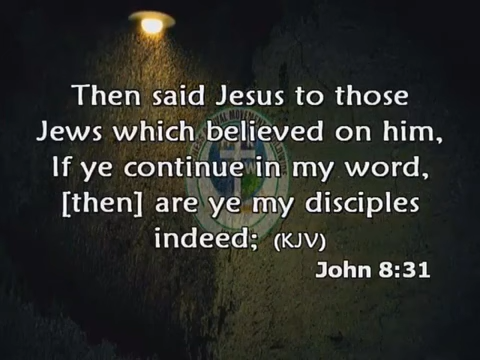 Then said Jesus to those
Jews which believed on him,
If ye continue in my word,
[then] are ye my disciples
indeed; (KJV)
John 8:31